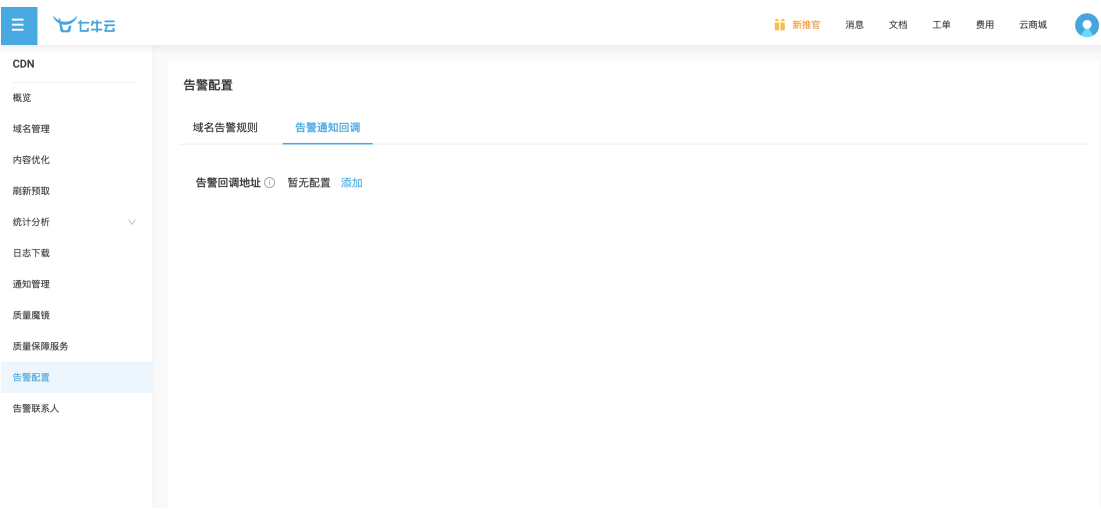 七牛云
新推官 消息 文档 工单 费用 云商城
CDN
概览
域名管理
内容优化
刷新预取
统计分析
日志下载
通知管理
质量魔镜
质量保障服务
告警配置
告警联系人
告警配置
域名告警规则 告警通知回调
告警回调地址 暂无配置 添加